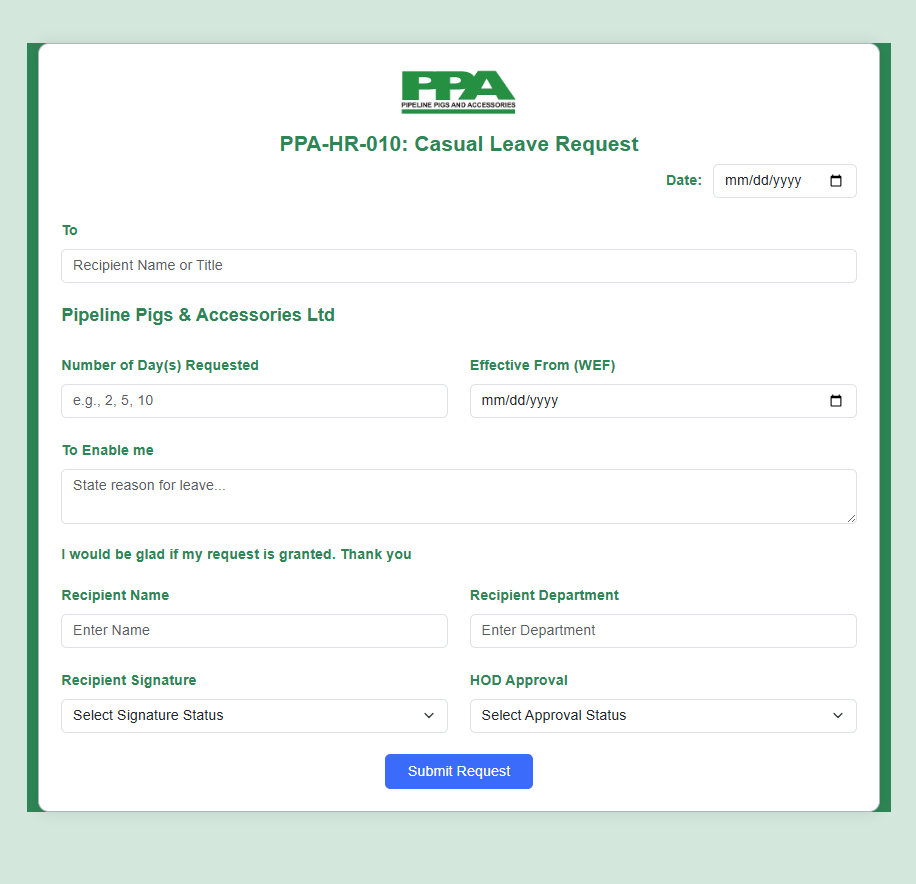 PPA
PIPELINE PIGS AND ACCESSORIES
PPA-HR-010: Casual Leave Request
Date: mm/dd/yyyy
To
Recipient Name or Title
Pipeline Pigs & Accessories Ltd
Number of Day(s) Requested Effective From (WEF)
e.g., 2, 5, 10 mm/dd/yyyy
To Enable me
State reason for leave...
I would be glad if my request is granted. Thank you
Recipient Name Recipient Department
Enter Name Enter Department
Recipient Signature HOD Approval
Select Signature Status Select Approval Status
Submit Request